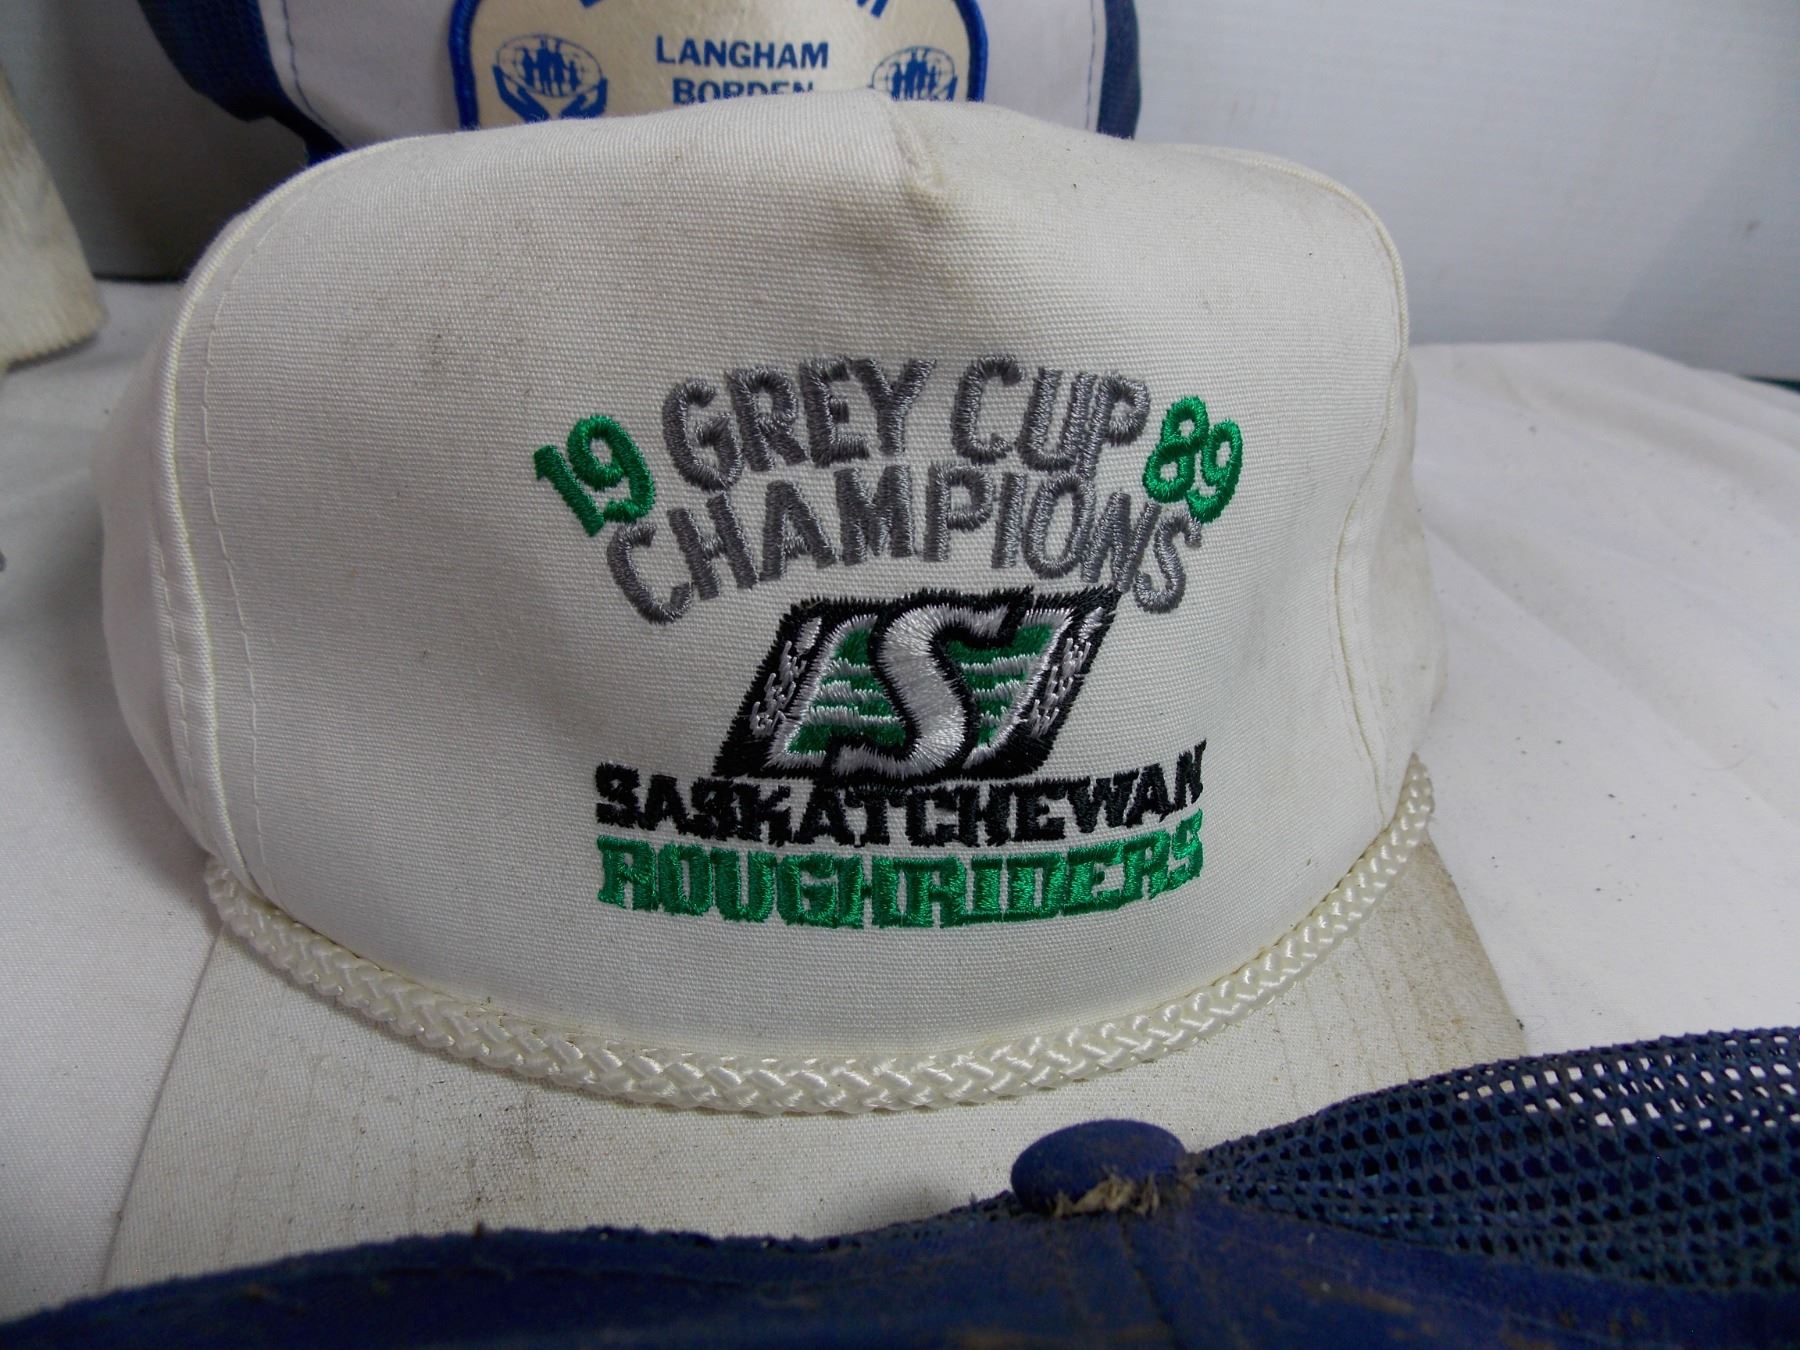 LANGHAM
BORDEN
19 GREY CUP 89
CHAMPIONS
S
SASKATCHEWAN
ROUGHRIDERS